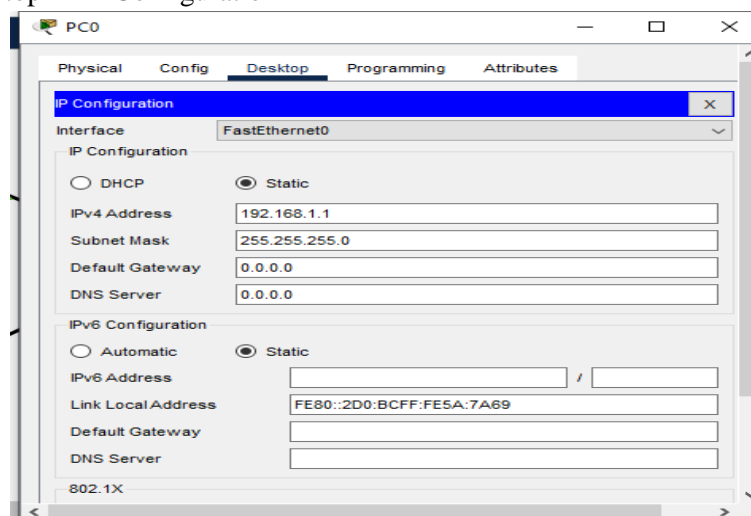 PC0
Physical Config Desktop Programming Attributes
IP Configuration X
Interface FastEthernet0
IP Configuration
DHCP Static
IPv4 Address 192.168.1.1
Subnet Mask 255.255.255.0
Default Gateway 0.0.0.0
DNS Server 0.0.0.0
IPv6 Configuration
Automatic Static
IPv6 Address /
Link Local Address FE80::2D0:BCFF:FE5A:7A69
Default Gateway
DNS Server
802.1X